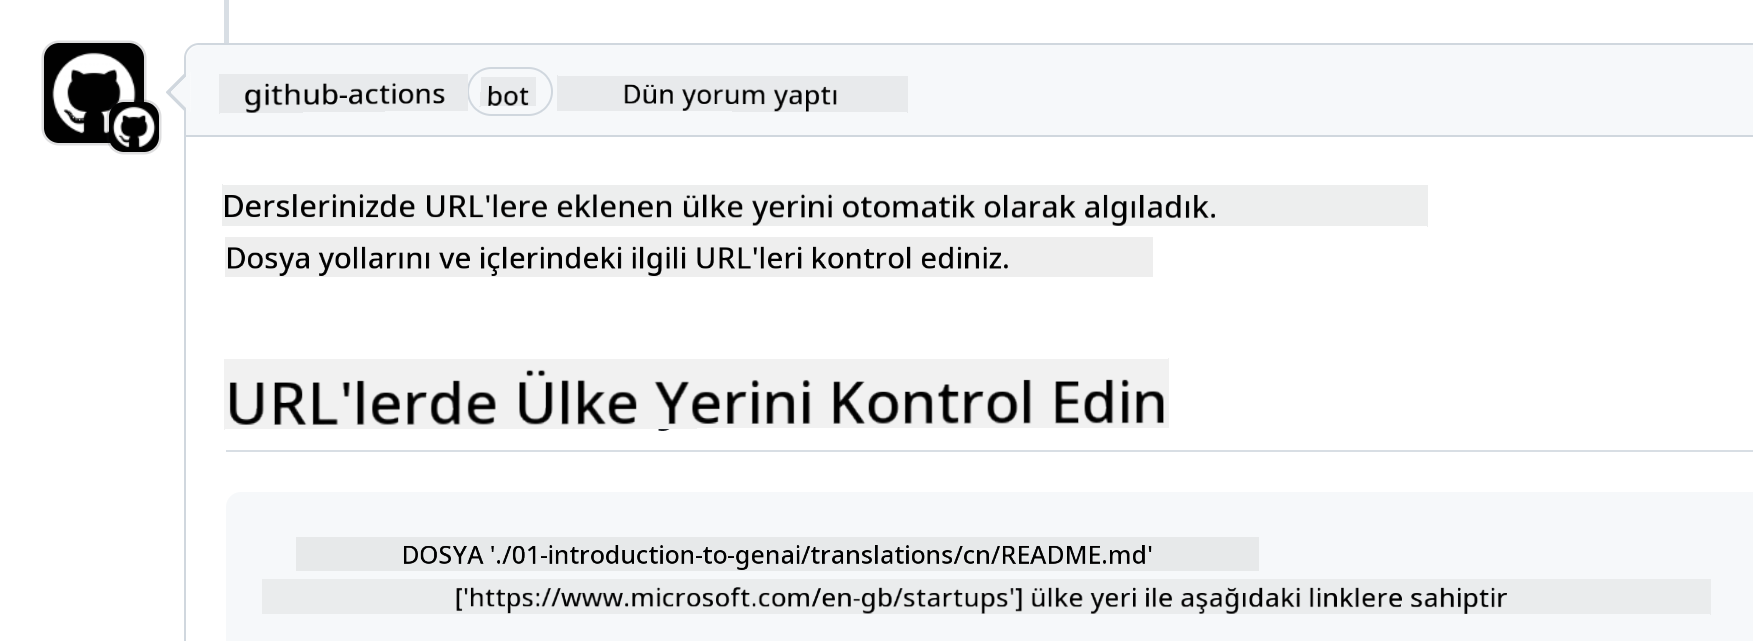 github-actions bot Dün yorum yaptı
Derslerinizde URL'lere eklenen ülke yerini otomatik olarak algıladık.
Dosya yollarını ve içlerindeki ilgili URL'leri kontrol ediniz.
URL'lerde Ülke Yerini Kontrol Edin
DOSYA './01-introduction-to-genai/translations/cn/README.md'
['https://www.microsoft.com/en-gb/startups'] ülke yeri ile aşağıdaki linklere sahiptir